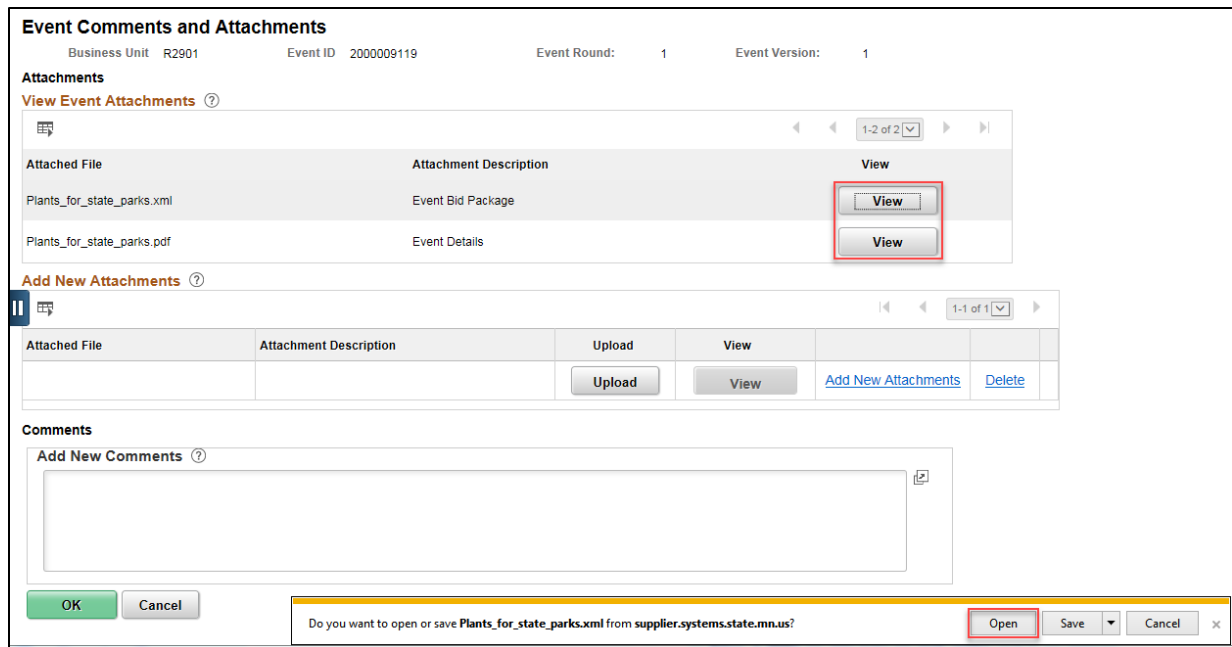 Event Comments and Attachments
Business Unit R2901 Event ID 2000009119 Event Round: 1 Event Version: 1
Attachments
View Event Attachments ?
1-2 of 2
Attached File Attachment Description View
Plants_for_state_parks.xml Event Bid Package View
Plants_for_state_parks.pdf Event Details View
Add New Attachments ?
1-1 of 1
Attached File Attachment Description Upload View
Upload View Add New Attachments Delete
Comments
Add New Comments ?
OK Cancel
Do you want to open or save Plants_for_state_parks.xml from supplier.systems.state.mn.us? Open Save Cancel ×